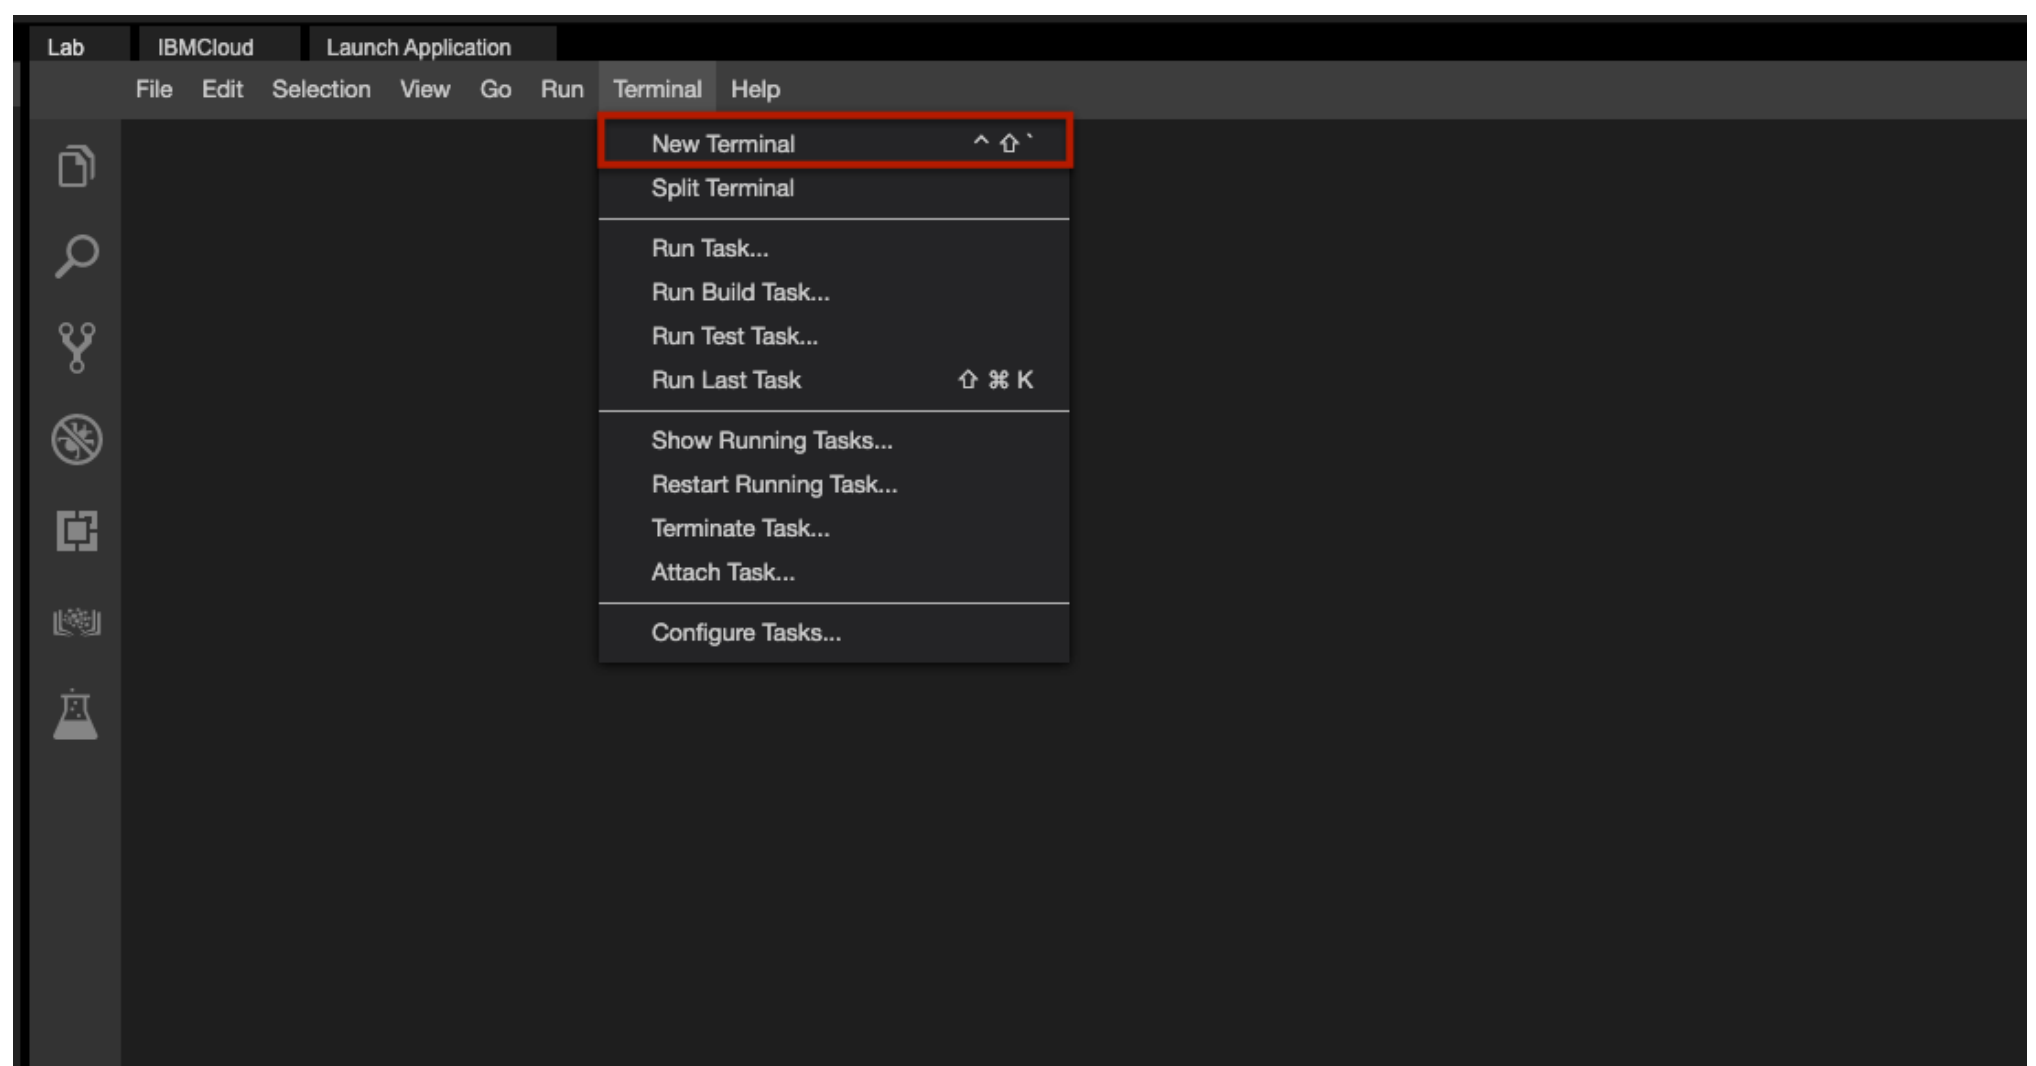 Lab IBMCloud Launch Application
File Edit Selection View Go Run Terminal Help
New Terminal ^ ⇧ `
Split Terminal
Run Task...
Run Build Task...
Run Test Task...
Run Last Task ⇧ ⌘ K
Show Running Tasks...
Restart Running Task...
Terminate Task...
Attach Task...
Configure Tasks...